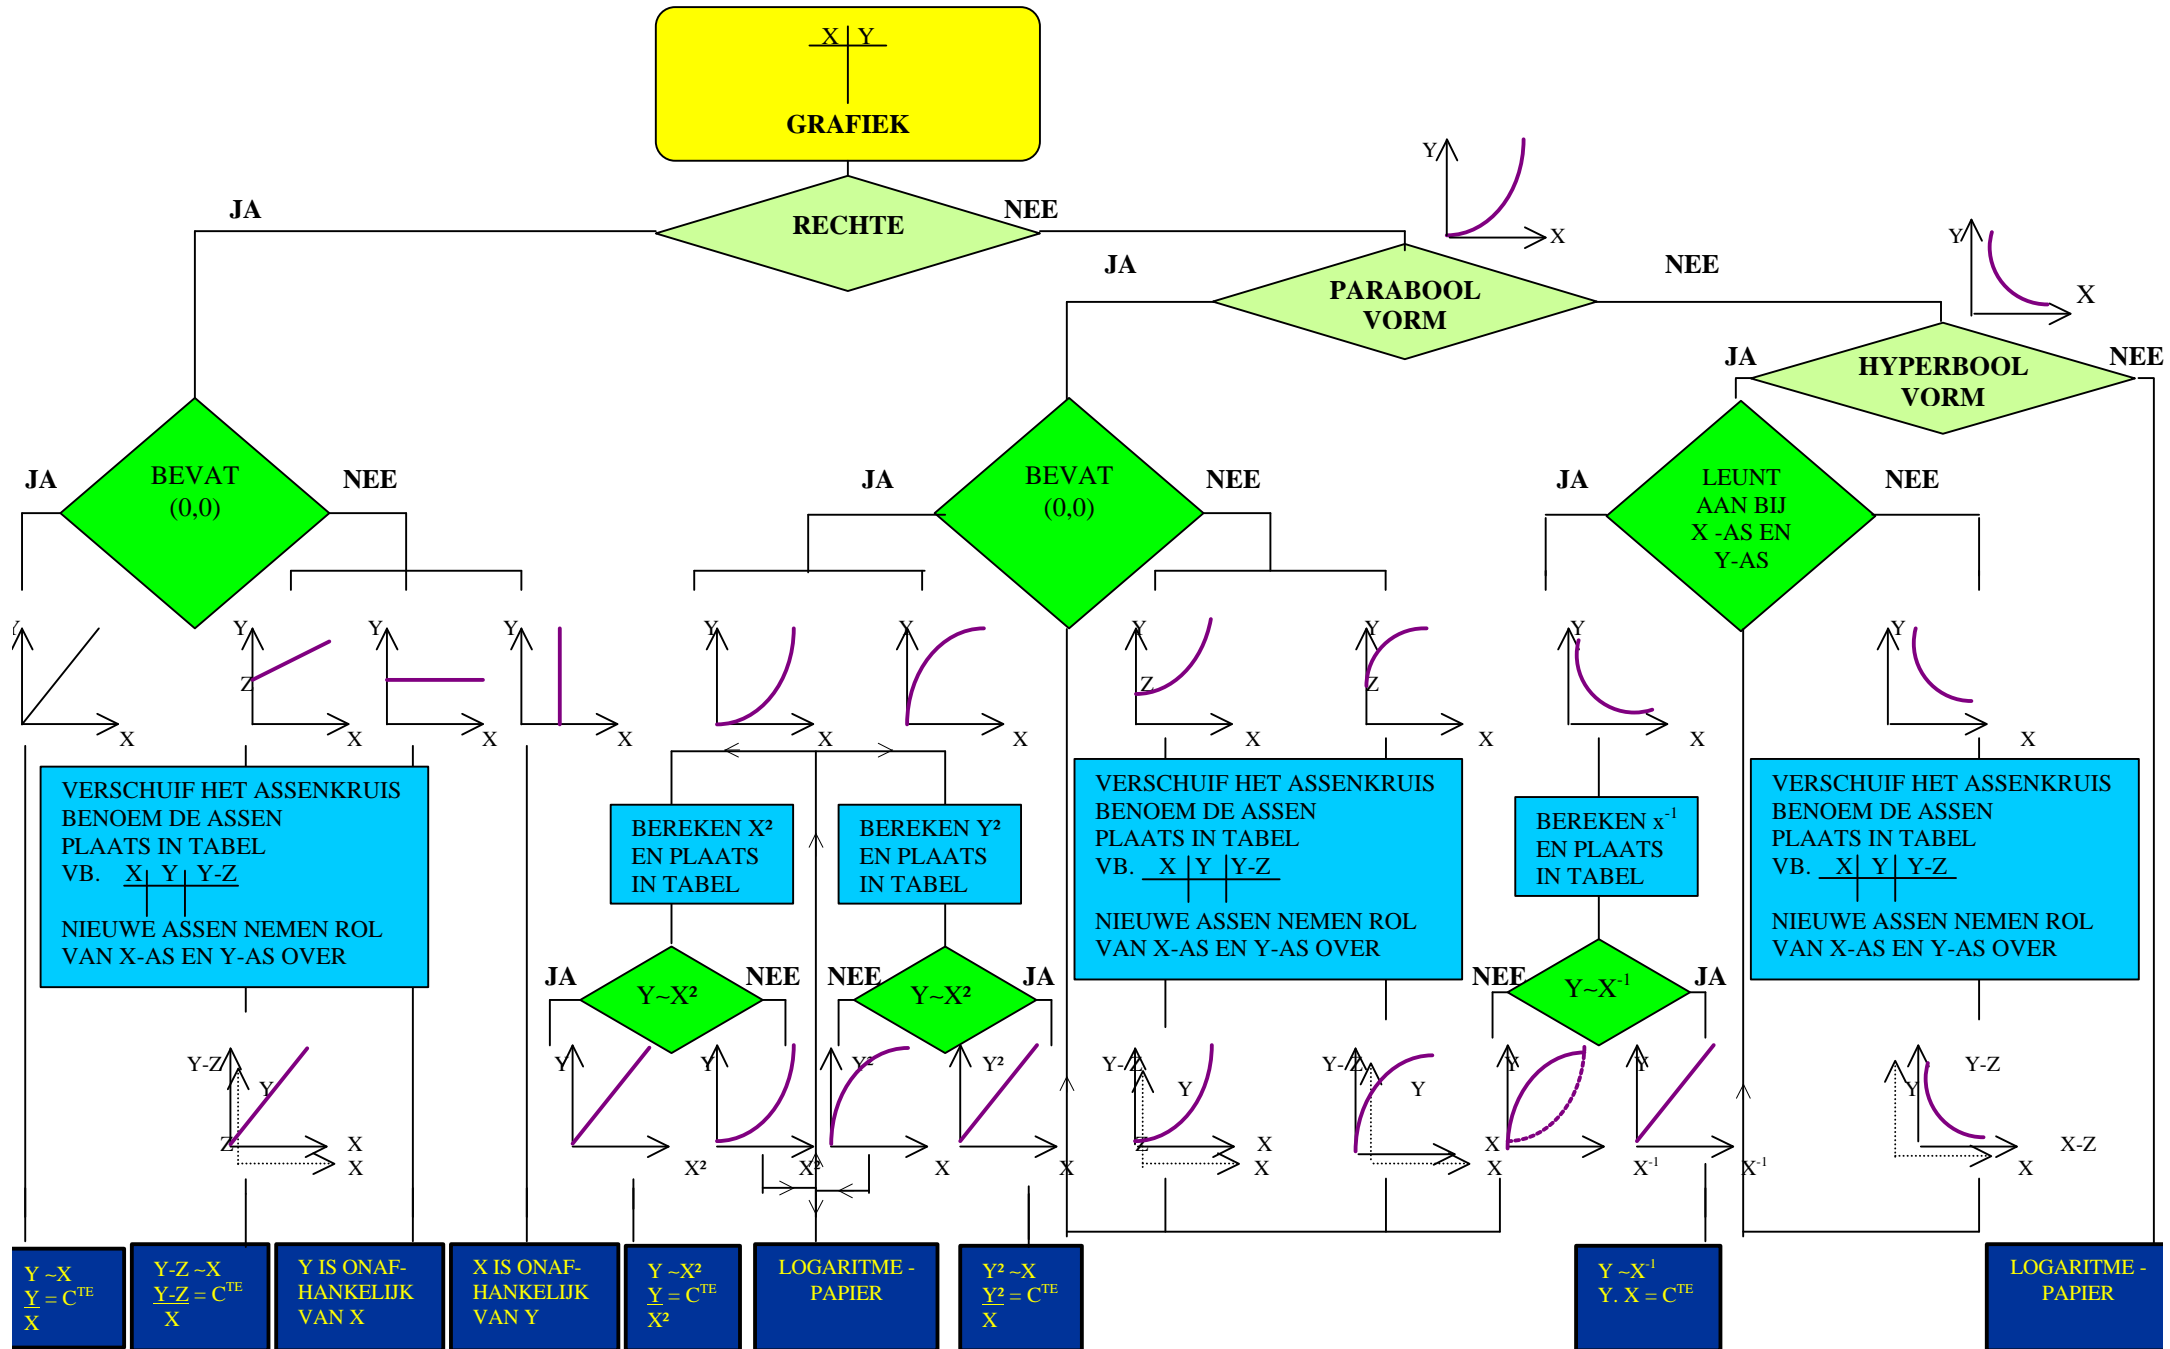 X Y
GRAFIEK
Y
X
JA
NEE
RECHTE
Y
X
JA
NEE
PARABOOL
VORM
JA
NEE
HYPERBOOL
VORM
JA
NEE
BEVAT
(0,0)
JA
NEE
BEVAT
(0,0)
JA
NEE
LEUNT
AAN BIJ
X -AS EN
Y-AS
Y
X
Y
Z
X
Y
X
Y
X
Y
X
Y
X
Y
Z
X
Y
Z
X
Y
X
Y
X
VERSCHUIF HET ASSENKRUIS
BENOEM DE ASSEN
PLAATS IN TABEL
VB. X Y Y-Z
NIEUWE ASSEN NEMEN ROL
VAN X-AS EN Y-AS OVER
BEREKEN X²
EN PLAATS
IN TABEL
BEREKEN Y²
EN PLAATS
IN TABEL
VERSCHUIF HET ASSENKRUIS
BENOEM DE ASSEN
PLAATS IN TABEL
VB. X Y Y-Z
NIEUWE ASSEN NEMEN ROL
VAN X-AS EN Y-AS OVER
BEREKEN x⁻¹
EN PLAATS
IN TABEL
VERSCHUIF HET ASSENKRUIS
BENOEM DE ASSEN
PLAATS IN TABEL
VB. X Y Y-Z
NIEUWE ASSEN NEMEN ROL
VAN X-AS EN Y-AS OVER
JA
Y~X²
NEE
NEE
Y~X²
JA
NEE
Y~X⁻¹
JA
Y-Z
Y
Z
X
X
Y
X²
Y
X²
Y²
X
Y²
X
Y-Z
Y
Z
X
X
Y-Z
Y
X
X
Y
X⁻¹
Y
X⁻¹
Y-Z
Y
X-Z
X
Y ~X
Y = Cᵀᴱ
X
Y-Z ~X
Y-Z = Cᵀᴱ
X
Y IS ONAF-
HANKELIJK
VAN X
X IS ONAF-
HANKELIJK
VAN Y
Y ~X²
Y = Cᵀᴱ
X²
LOGARITME -
PAPIER
Y² ~X
Y² = Cᵀᴱ
X
Y ~X⁻¹
Y. X = Cᵀᴱ
LOGARITME -
PAPIER